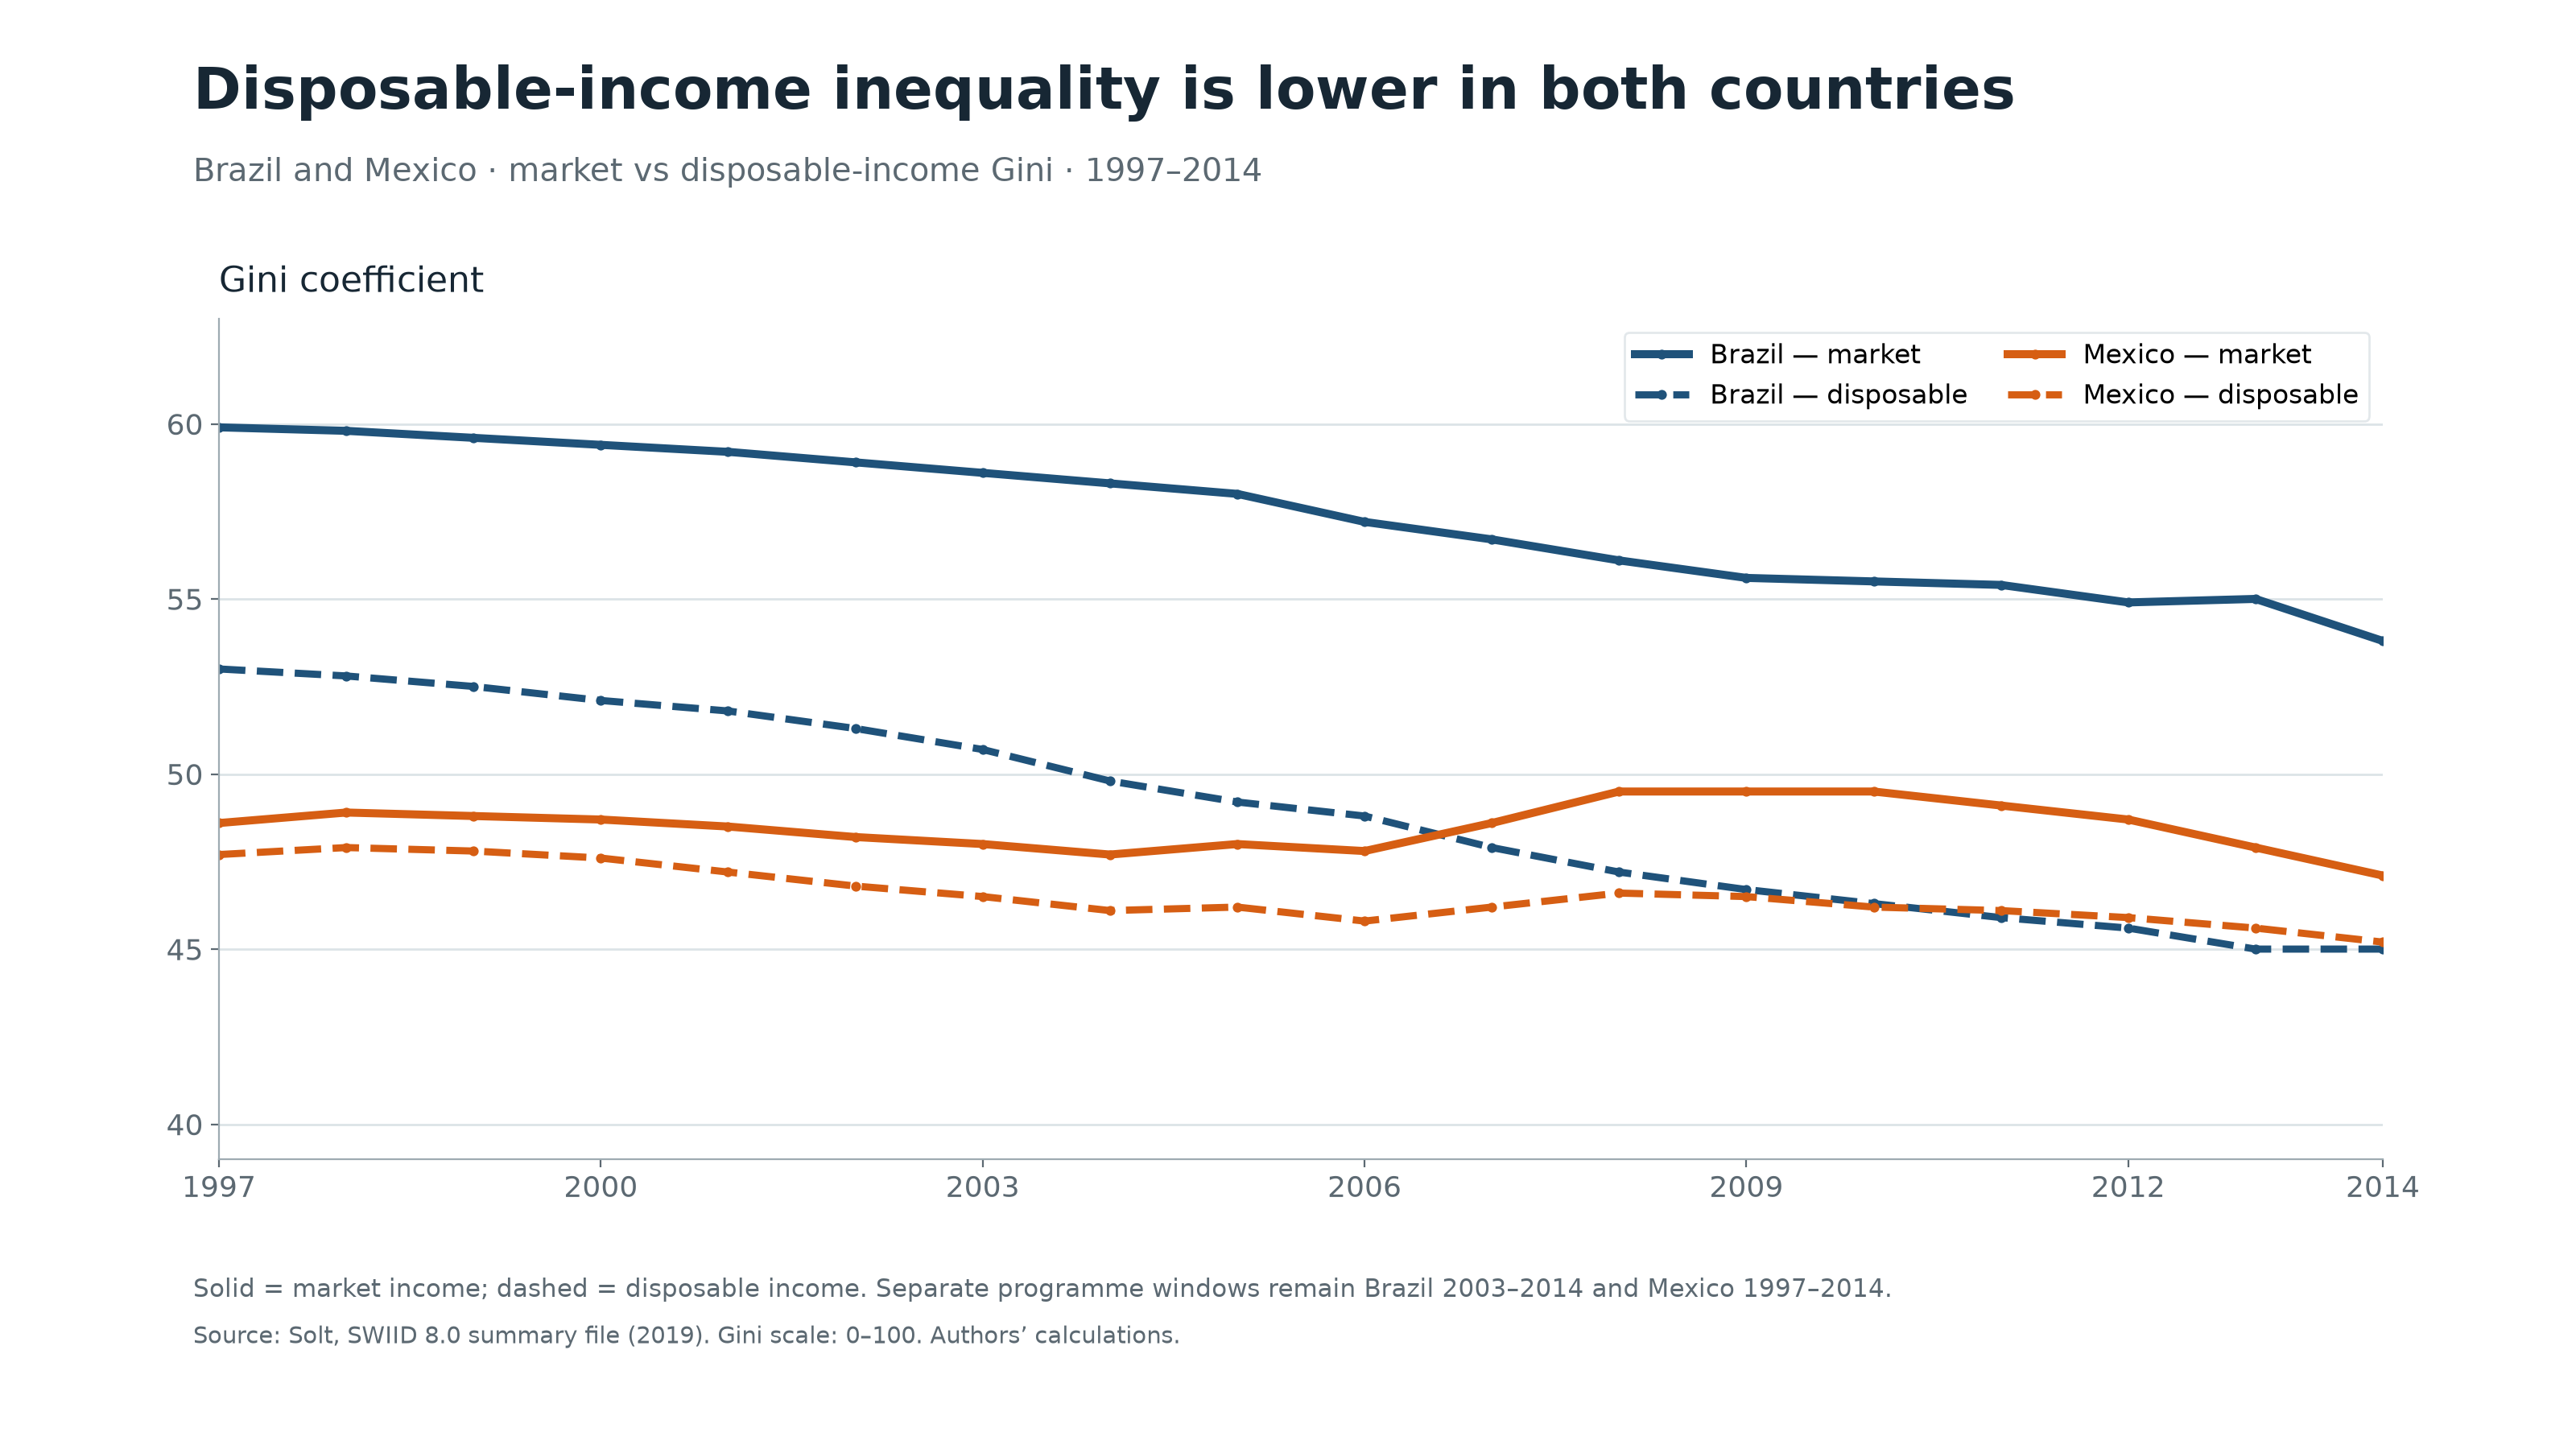 Disposable-income inequality is lower in both countries
Brazil and Mexico · market vs disposable-income Gini · 1997–2014
Gini coefficient
Brazil — market
Mexico — market
Brazil — disposable
Mexico — disposable
60
55
50
45
40
1997 2000 2003 2006 2009 2012 2014
Solid = market income; dashed = disposable income. Separate programme windows remain Brazil 2003–2014 and Mexico 1997–2014.
Source: Solt, SWIID 8.0 summary file (2019). Gini scale: 0–100. Authors’ calculations.